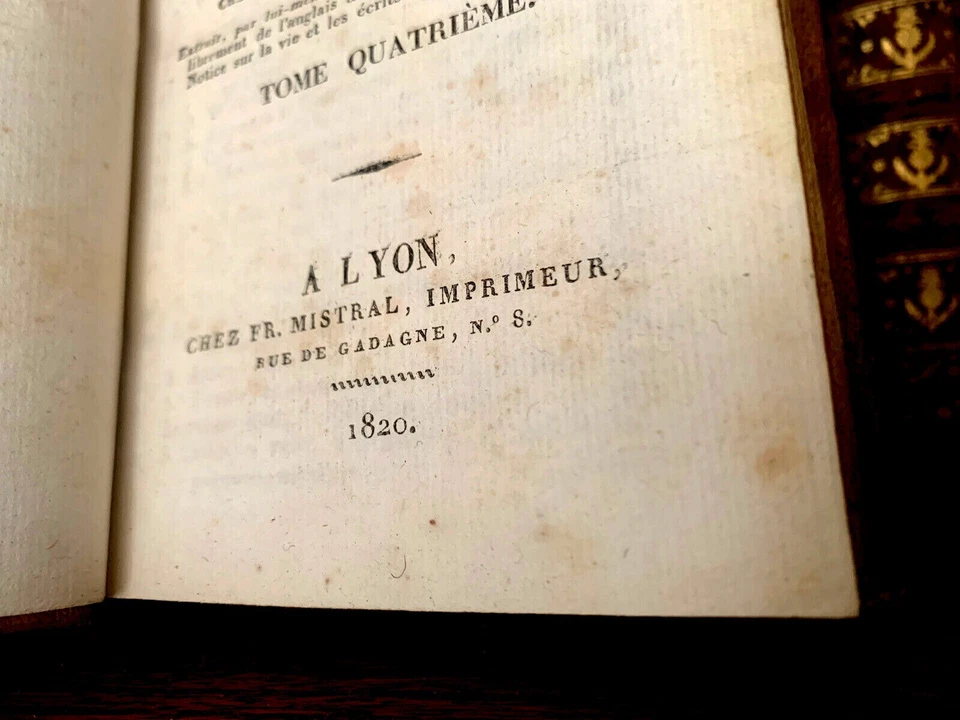 Extrait, par lui-mê
librement de l'anglais
Notice sur la vie et les écrits
TOME QUATRIÈME.
A LYON,
CHEZ FR. MISTRAL, IMPRIMEUR,
RUE DE GADAGNE, N.º 8.
1820.